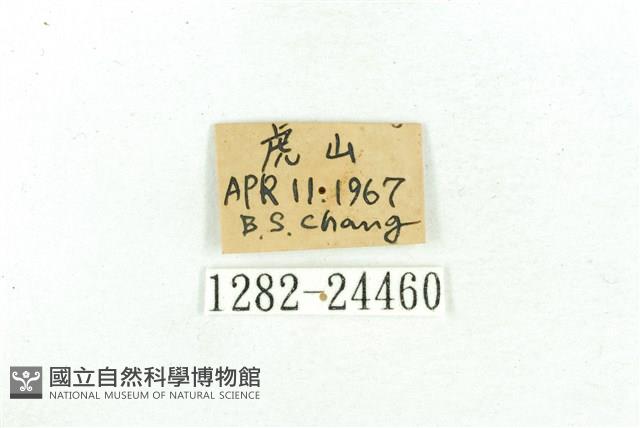 虎山
APR 11.1967
B.S. Chang
1282-24460
國立自然科學博物館
NATIONAL MUSEUM OF NATURAL SCIENCE